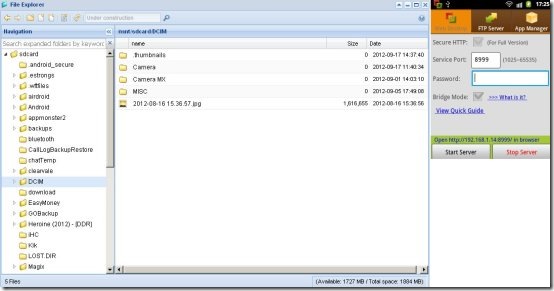 File Explorer
Under construction
Navigation
Search expanded folders by keyword
sdcard
.android_secure
.estrongs
.wtfiles
airdroid
Android
appmonster2
backups
bluetooth
CallLogBackupRestore
chatTemp
clearvale
DCIM
download
EasyMoney
GOBackup
Heroine (2012) - [DDR]
IHC
Kik
LOST.DIR
Magix
5 Files
/mnt/sdcard/DCIM
name Size Date
.thumbnails 0 2012-09-17 14:37:40
Camera 0 2012-09-17 11:40:34
Camera MX 0 2012-09-01 14:03:10
MISC 0 2012-09-05 17:49:08
2012-08-16 15.36.57.jpg 1,616,655 2012-08-16 15:36:56
(Available: 1727 MB / Total space: 1884 MB)
17:25
Web Desktop FTP Server App Manager
Secure HTTP: (For Full Version)
Service Port: 8999 (1025~65535)
Password:
Bridge Mode: >>> What is it?
View Quick Guide
Open http://192.168.1.14:8999/ in browser
Start Server Stop Server